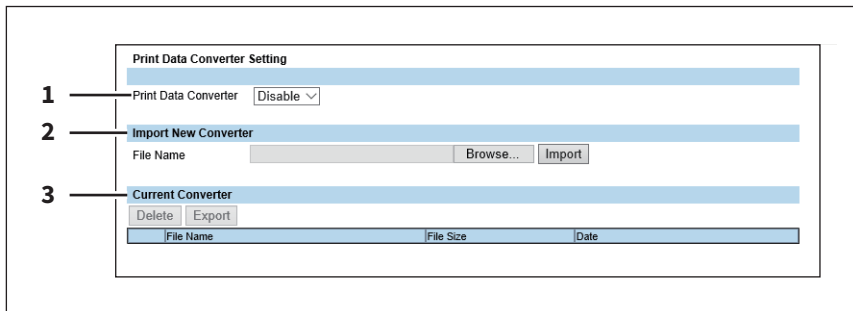 Print Data Converter Setting
1 Print Data Converter Disable
2 Import New Converter
File Name Browse... Import
3 Current Converter
Delete Export
File Name File Size Date